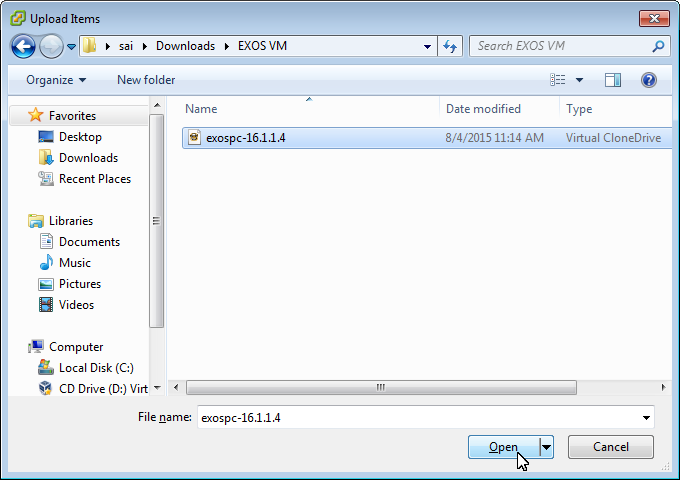 Upload Items
sai Downloads EXOS VM Search EXOS VM
Organize New folder
Favorites
Desktop
Downloads
Recent Places
Libraries
Documents
Music
Pictures
Videos
Computer
Local Disk (C:)
CD Drive (D:) Virt
Name Date modified Type
exospc-16.1.1.4 8/4/2015 11:14 AM Virtual CloneDrive
File name: exospc-16.1.1.4
Open Cancel